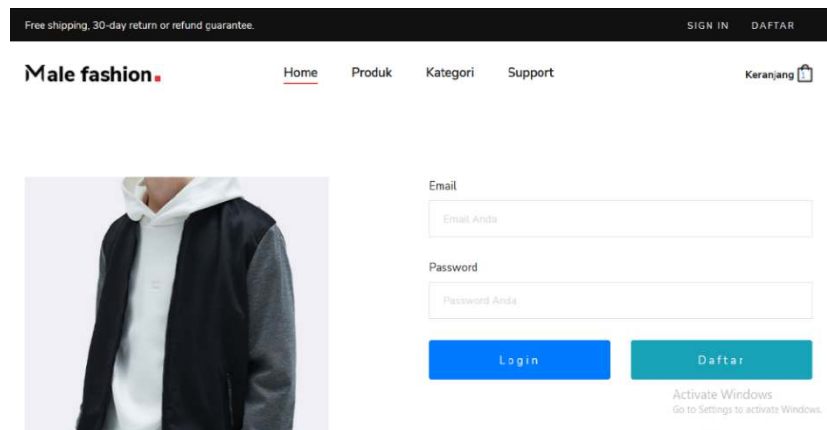 Free shipping, 30-day return or refund guarantee. SIGN IN DAFTAR
Male fashion. Home Produk Kategori Support Keranjang 1
Email
Email Anda
Password
Password Anda
Login Daftar
Activate Windows
Go to Settings to activate Windows.